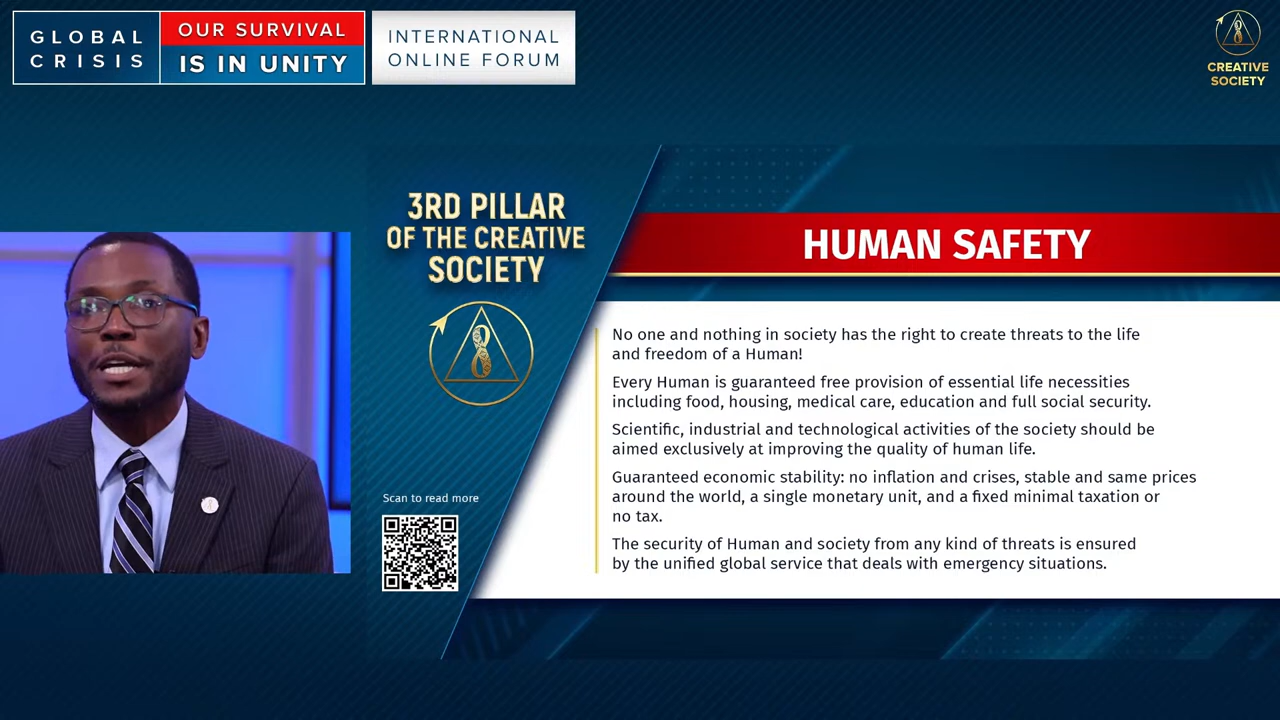 GLOBAL
CRISIS
OUR SURVIVAL
IS IN UNITY
INTERNATIONAL
ONLINE FORUM
CREATIVE
SOCIETY
3RD PILLAR
OF THE CREATIVE
SOCIETY
HUMAN SAFETY
No one and nothing in society has the right to create threats to the life
and freedom of a Human!
Every Human is guaranteed free provision of essential life necessities
including food, housing, medical care, education and full social security.
Scientific, industrial and technological activities of the society should be
aimed exclusively at improving the quality of human life.
Guaranteed economic stability: no inflation and crises, stable and same prices
around the world, a single monetary unit, and a fixed minimal taxation or
no tax.
The security of Human and society from any kind of threats is ensured
by the unified global service that deals with emergency situations.
Scan to read more